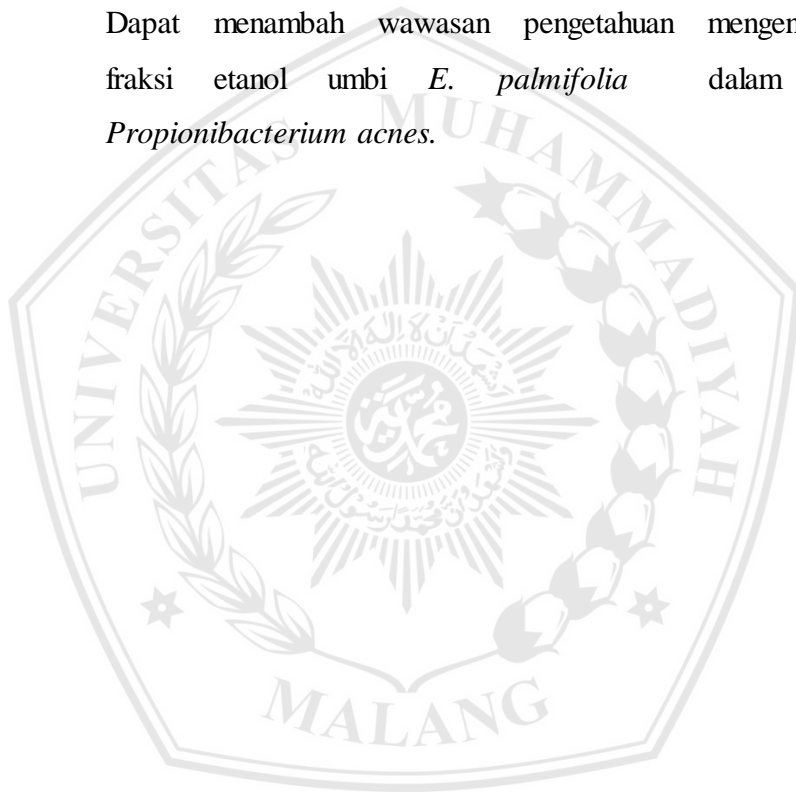 Dapat menambah wawasan pengetahuan mengen
fraksi etanol umbi E. palmifolia dalam
Propionibacterium acnes.
UNIVERSITAS MUHAMMADIYAH
MALANG